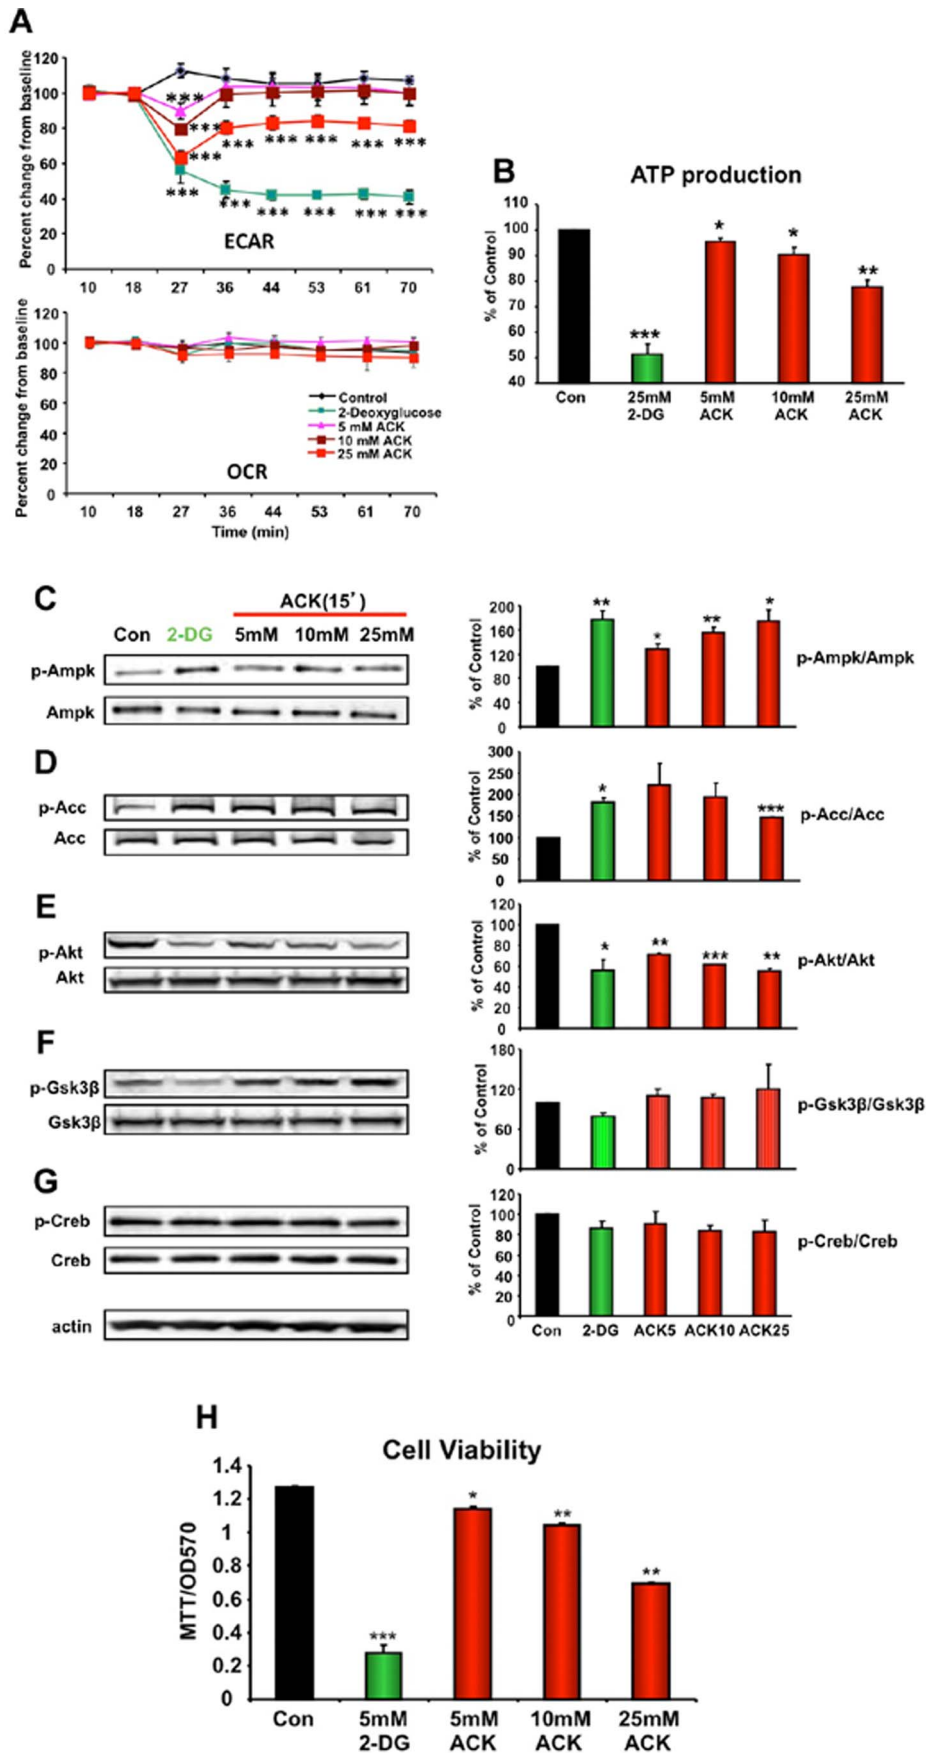 A
Percent change from baseline
120
100
80
60
40
20
0
***
***
***
***
***
***
***
***
***
***
***
***
***
***
ECAR
10 18 27 36 44 53 61 70
Percent change from baseline
120
100
80
60
40
20
0
Control
2-Deoxyglucose
5 mM ACK
10 mM ACK
25 mM ACK
OCR
10 18 27 36 44 53 61 70
Time (min)
B
ATP production
% of Control
110
100
90
80
70
60
50
40
***
*
*
**
Con 25mM 5mM 10mM 25mM
2-DG ACK ACK ACK
C
ACK(15’)
Con 2-DG 5mM 10mM 25mM
p-Ampk
Ampk
% of Control
200
160
120
80
40
0
**
*
**
*
p-Ampk/Ampk
D
p-Acc
Acc
% of Control
300
250
200
150
100
50
0
*
***
p-Acc/Acc
E
p-Akt
Akt
% of Control
120
100
80
60
40
20
0
*
**
***
**
p-Akt/Akt
F
p-Gsk3β
Gsk3β
% of Control
180
120
60
0
p-Gsk3β/Gsk3β
G
p-Creb
Creb
actin
% of Control
120
100
80
60
40
20
0
p-Creb/Creb
Con 2-DG ACK5 ACK10 ACK25
H
Cell Viability
MTT/OD570
1.4
1.2
1
0.8
0.6
0.4
0.2
0
***
*
**
**
Con 5mM 5mM 10mM 25mM
2-DG ACK ACK ACK